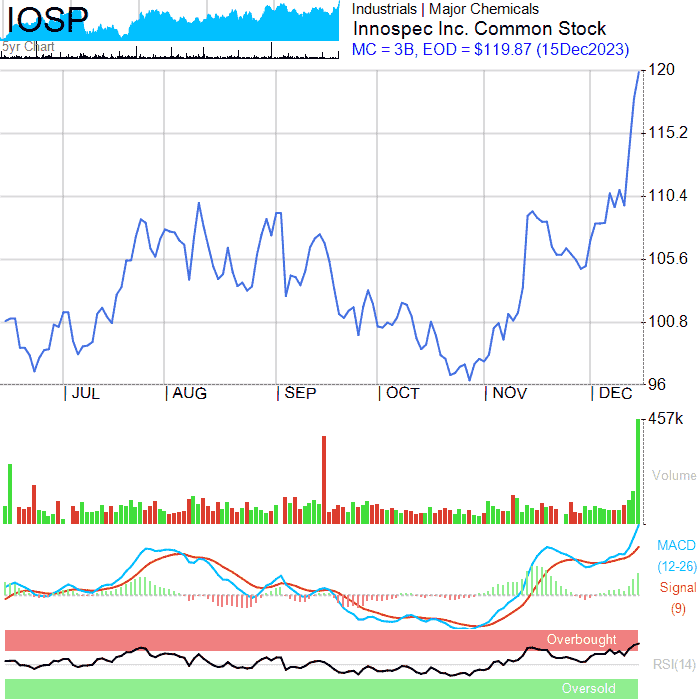 IOSP
5yr Chart
Industrials | Major Chemicals
Innospec Inc. Common Stock
MC = 3B, EOD = $119.87 (15Dec2023)
120
115.2
110.4
105.6
100.8
96
| JUL | AUG | SEP | OCT | NOV | DEC
457k
Volume
MACD
(12-26)
Signal
(9)
Overbought
RSI(14)
Oversold